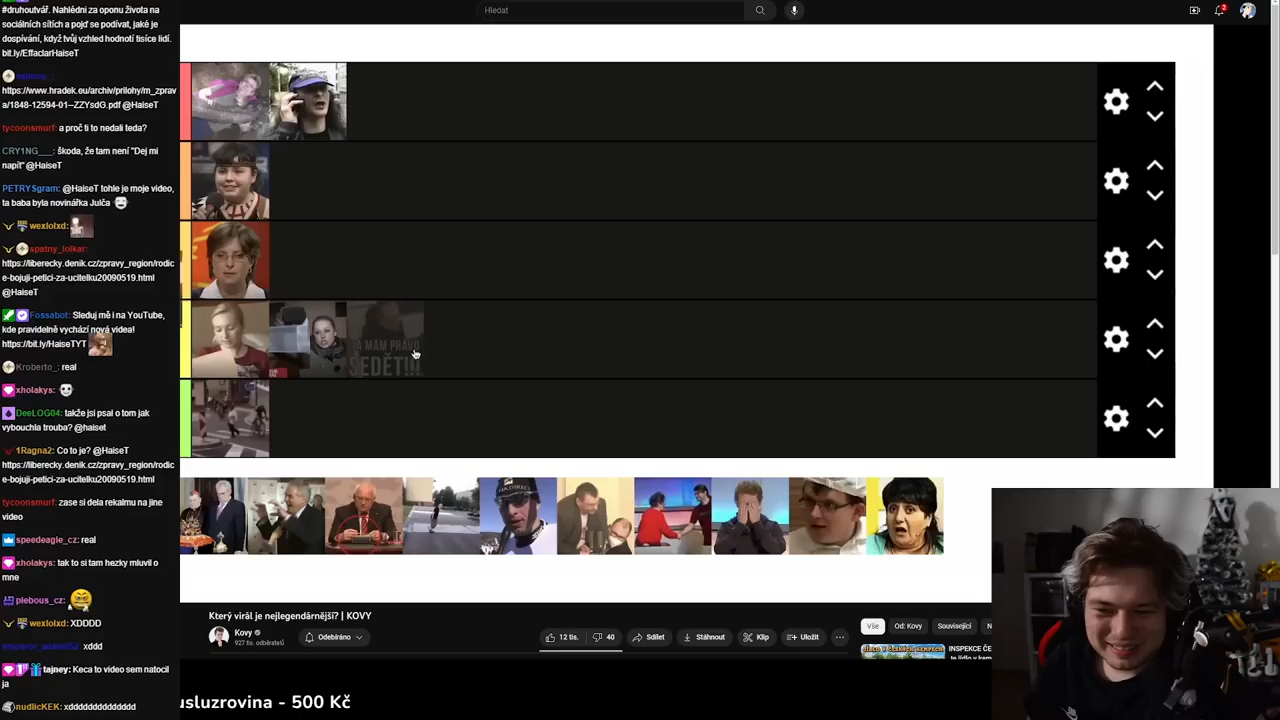 #druhoutvář. Nahlédni za oponu života na
sociálních sítích a pojď se podívat, jaké je
dospívání, když tvůj vzhled hodnotí tisíce lidí.
bit.ly/EffaclarHaiseT
https://www.hradek.eu/archiv/prilohy/m_zprav
a/1848-12594-01--ZZYsdG.pdf @HaiseT
tycoonsmurf: a proč ti to nedali teda?
CRY1NG___: škoda, že tam není "Dej mi
napít" @HaiseT
PETRYSgram: @HaiseT tohle je moje video,
ta baba byla novinářka Julča
wexlolxd:
spatny_lolkar:
https://liberecky.denik.cz/zpravy_region/rodic
e-bojuji-petici-za-ucitelku20090519.html
@HaiseT
Fossabot: Sleduj mě i na YouTube,
kde pravidelně vychází nová videa!
https://bit.ly/HaiseTYT
Kroberto_: real
xholakys:
DeeLOG04: takže jsi psal o tom jak
vybouchla trouba? @haiset
1Ragna2: Co to je? @HaiseT
https://liberecky.denik.cz/zpravy_region/rodic
e-bojuji-petici-za-ucitelku20090519.html
tycoonsmurf: zase si dela rekalmu na jine
video
speedeagle_cz: real
xholakys: tak to si tam hezky mluvil o
mne
plebous_cz:
wexlolxd: XDDDD
xddd
tajney: Keca to video sem natocil
ja
nudlicKEK: xdddddddddddddd
Hledat
2
A MÁM PRÁVO
SEDĚT!!!
Který virál je nejlegendárnější? | KOVY
Kovy
927 tis. odběratelů
Odebíráno
12 tis.
40
Sdílet
Stáhnout
Klip
Uložit
Vše
Od: Kovy
Související
N
INSPEKCE ČE
usluzrovina - 500 Kč